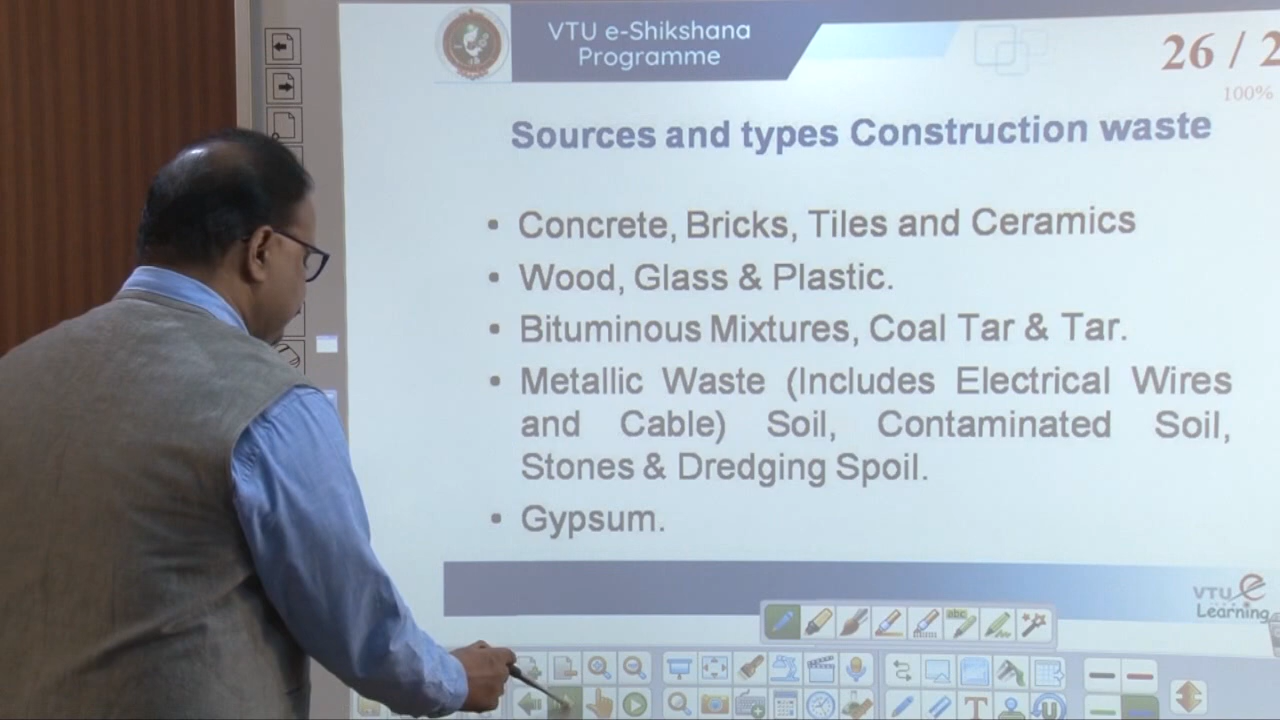 VTU e-Shikshana
Programme
26 / 2
100%
Sources and types Construction waste
• Concrete, Bricks, Tiles and Ceramics
• Wood, Glass & Plastic.
• Bituminous Mixtures, Coal Tar & Tar.
• Metallic Waste (Includes Electrical Wires
and Cable) Soil, Contaminated Soil,
Stones & Dredging Spoil.
• Gypsum.
VTU e
Learning
abc
T